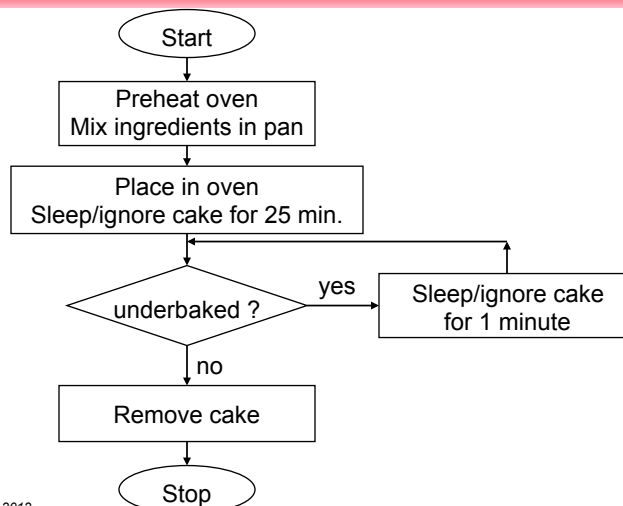 Start
Preheat oven
Mix ingredients in pan
Place in oven
Sleep/ignore cake for 25 min.
underbaked ?
yes
Sleep/ignore cake
for 1 minute
no
Remove cake
Stop